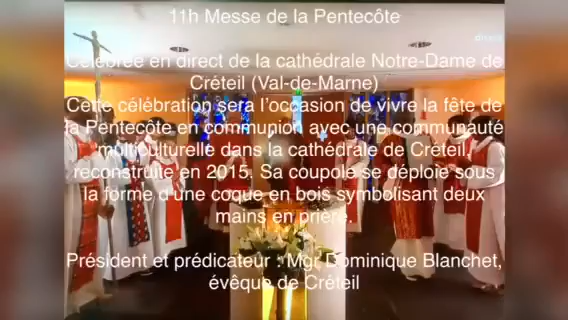 11h Messe de la Pentecôte
direct
Célébrée en direct de la cathédrale Notre-Dame de
Créteil (Val-de-Marne)
Cette célébration sera l'occasion de vivre la fête de
la Pentecôte en communion avec une communauté
multiculturelle dans la cathédrale de Créteil,
reconstruite en 2015. Sa coupole se déploie sous
la forme d'une coque en bois symbolisant deux
mains en prière.
Président et prédicateur : Mgr Dominique Blanchet,
évêque de Créteil